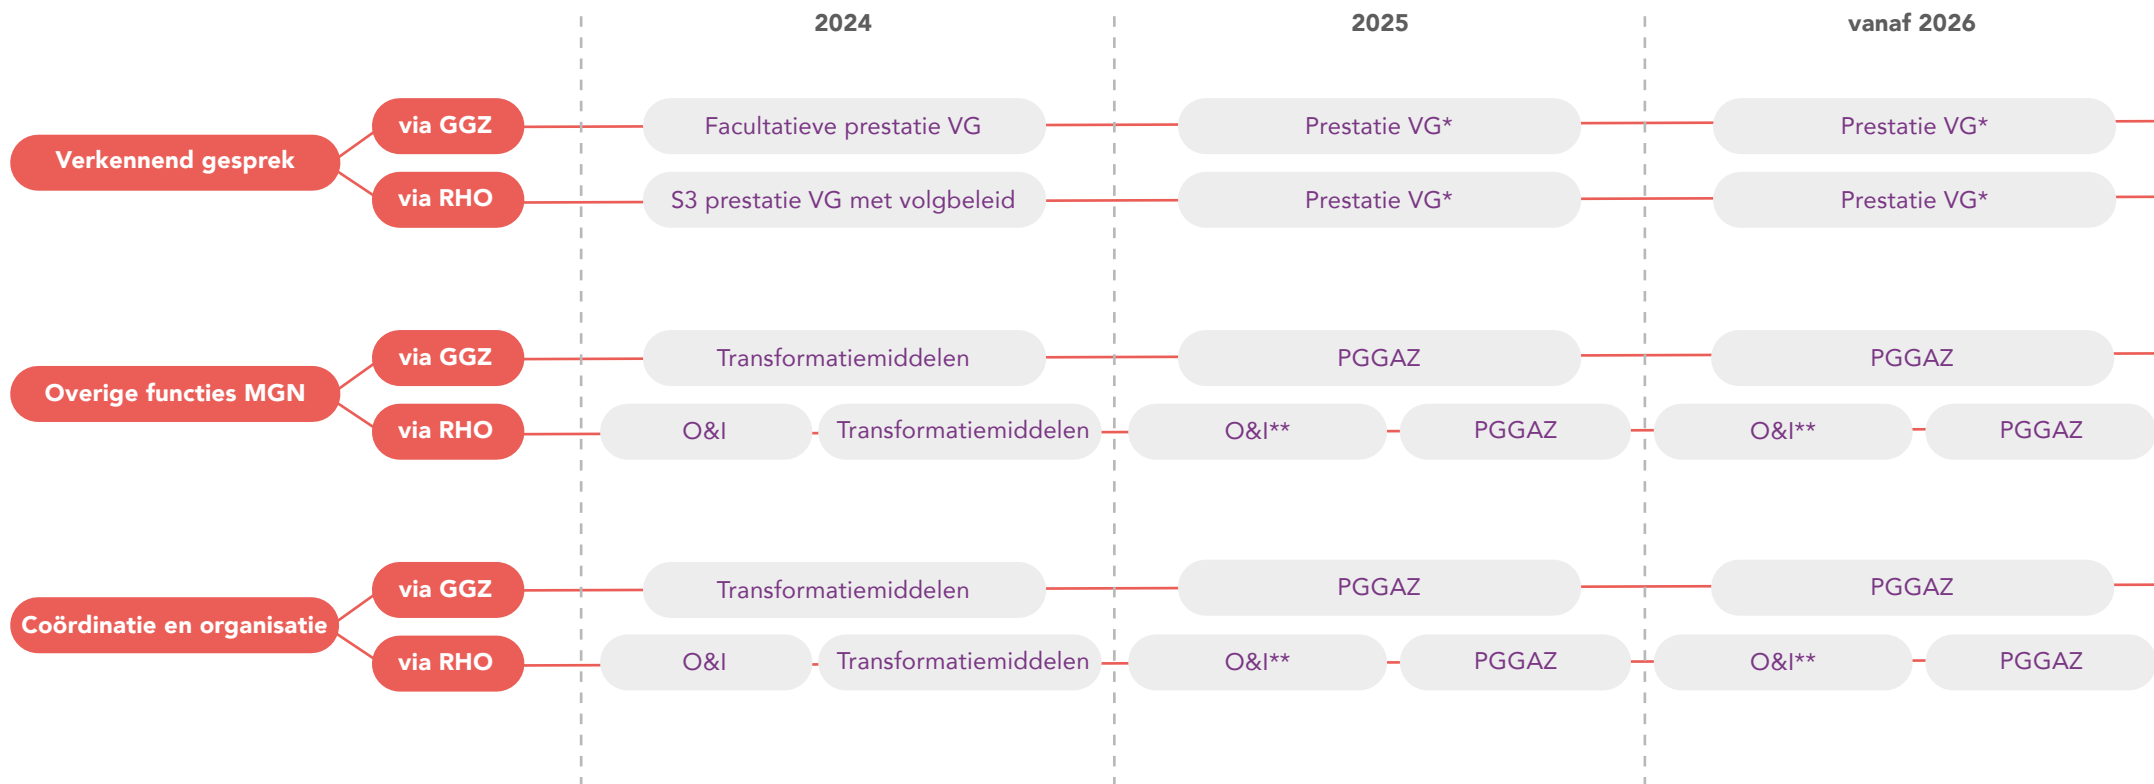 2024 2025 vanaf 2026
via GGZ Facultatieve prestatie VG Prestatie VG* Prestatie VG*
Verkennend gesprek
via RHO S3 prestatie VG met volgbeleid Prestatie VG* Prestatie VG*
via GGZ Transformatiemiddelen PGGAZ PGGAZ
Overige functies MGN
via RHO O&I Transformatiemiddelen O&I** PGGAZ O&I** PGGAZ
via GGZ Transformatiemiddelen PGGAZ PGGAZ
Coördinatie en organisatie
via RHO O&I Transformatiemiddelen O&I** PGGAZ O&I** PGGAZ